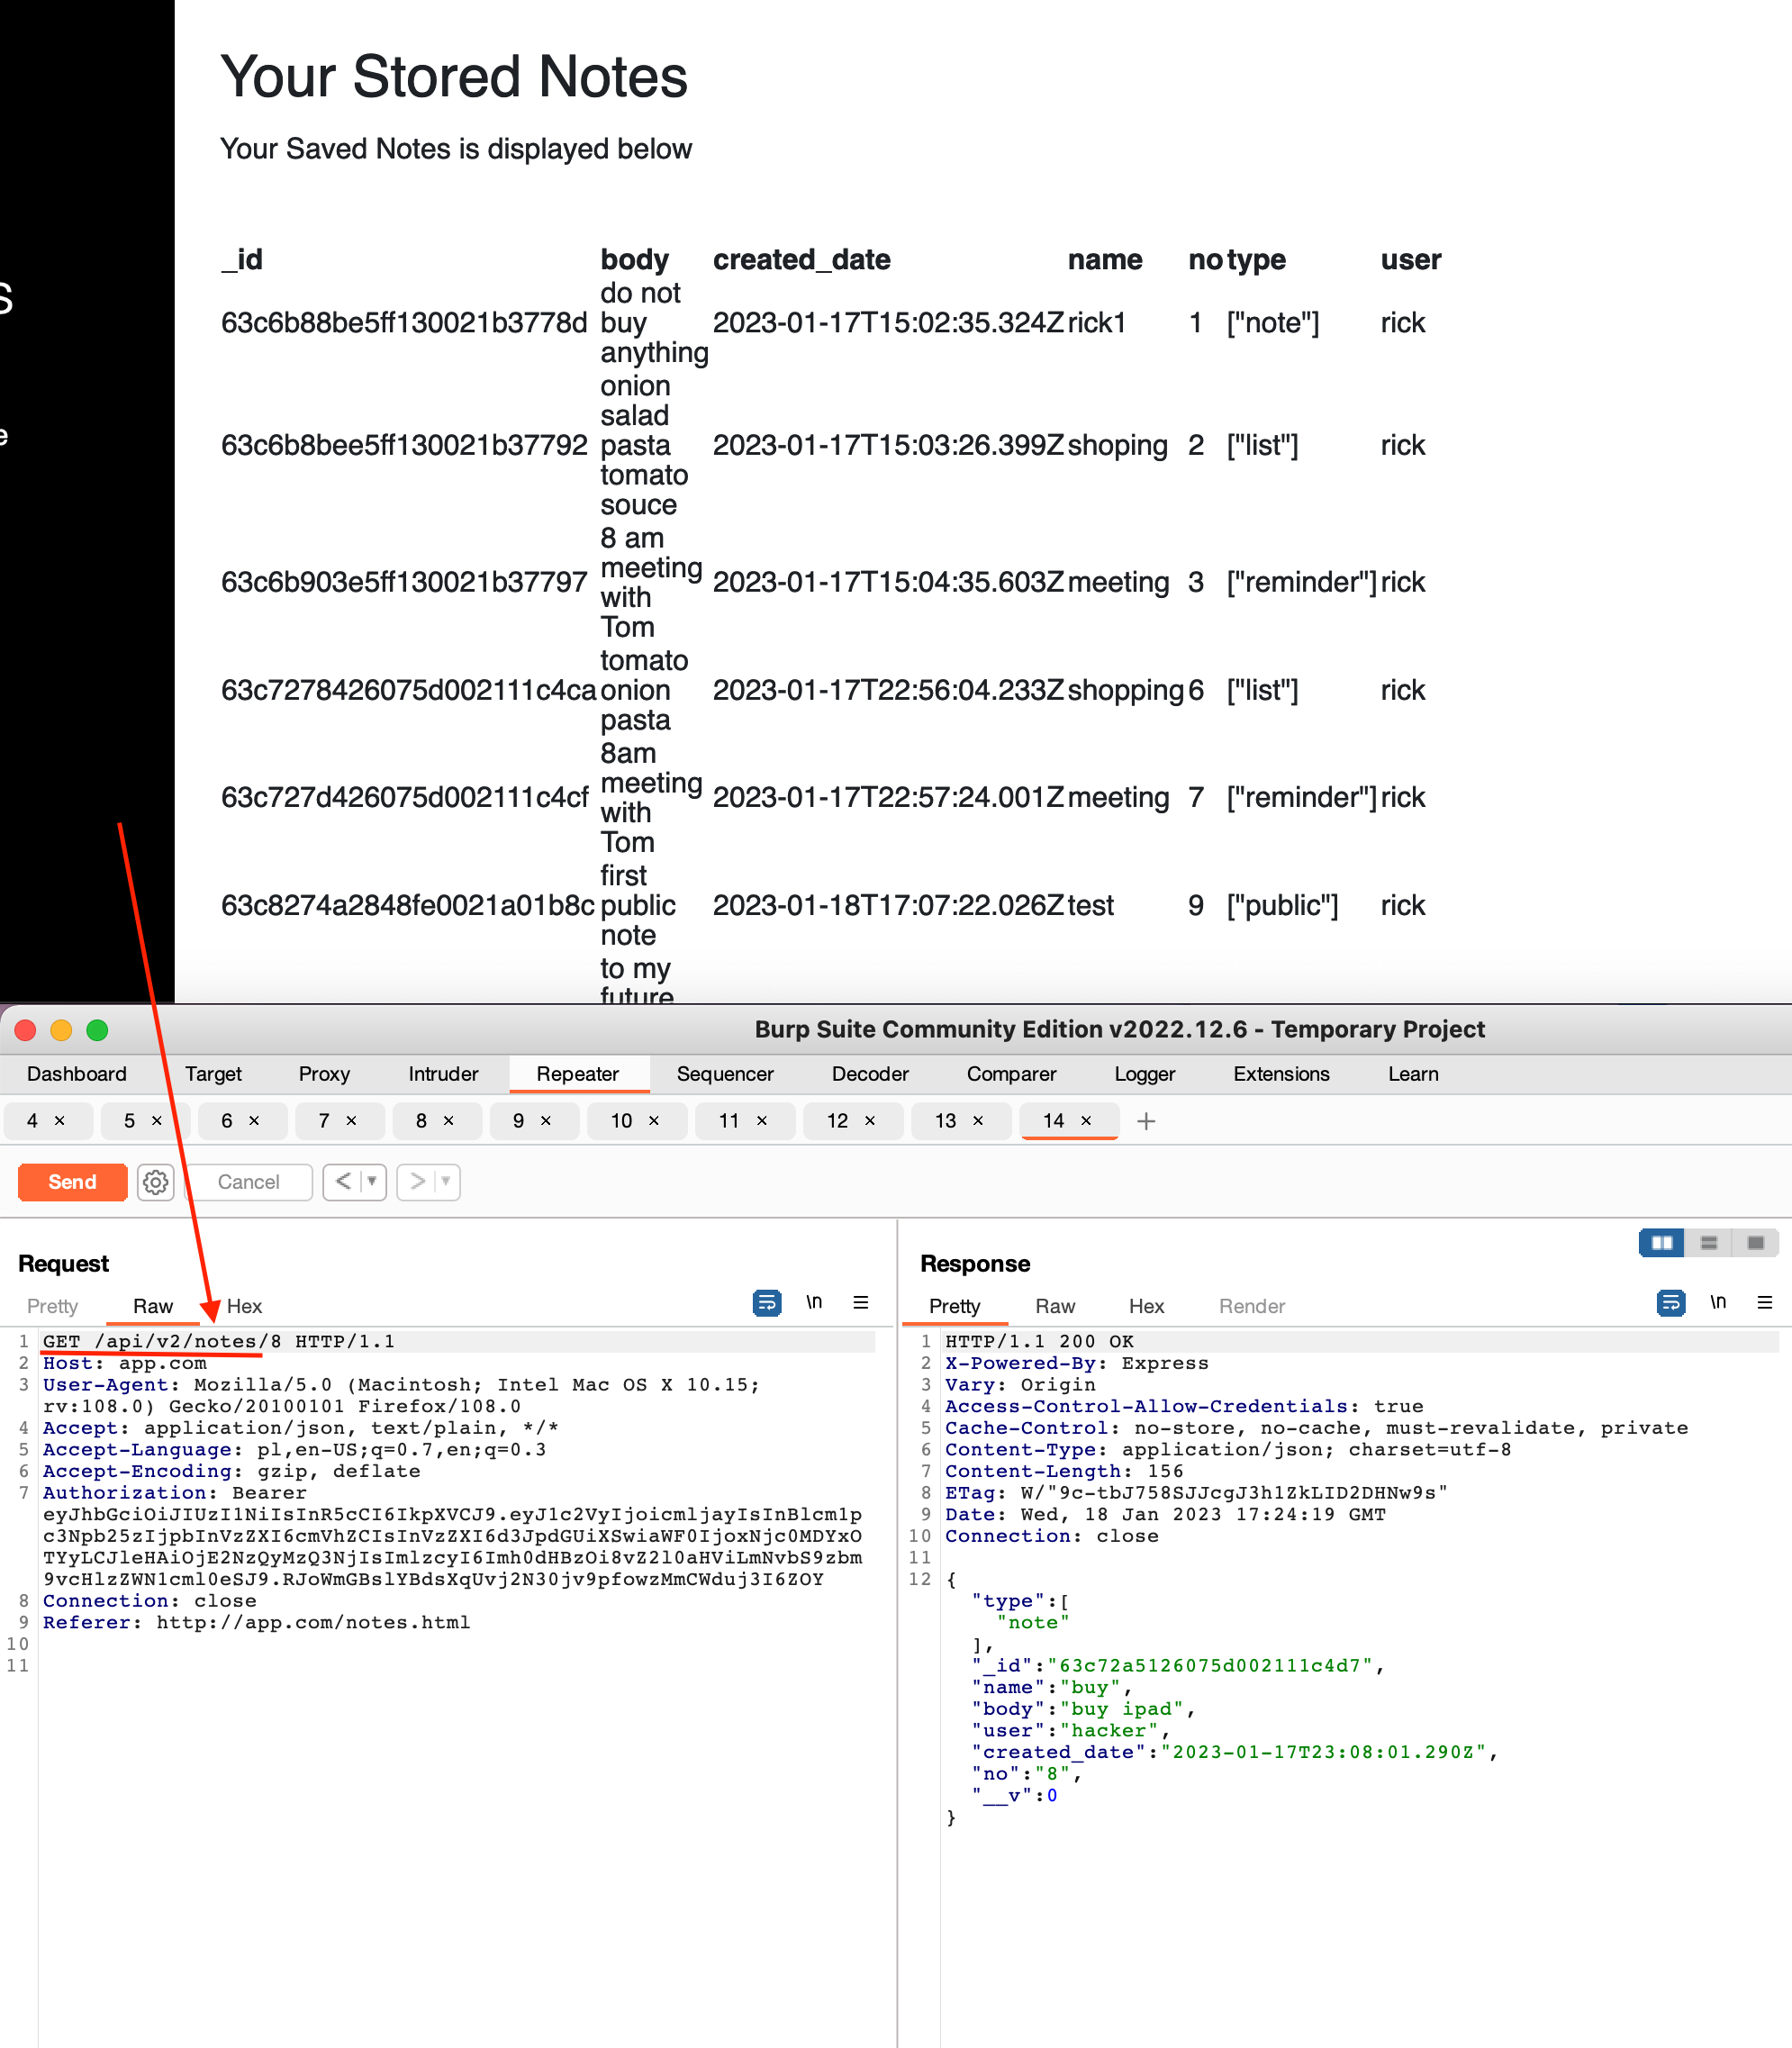 Your Stored Notes
Your Saved Notes is displayed below
_id body created_date name no type user
s
63c6b88be5ff130021b3778d do not buy anything 2023-01-17T15:02:35.324Z rick1 1 ["note"] rick
e
63c6b8bee5ff130021b37792 onion salad pasta tomato souce 2023-01-17T15:03:26.399Z shoping 2 ["list"] rick
63c6b903e5ff130021b37797 8 am meeting with Tom 2023-01-17T15:04:35.603Z meeting 3 ["reminder"] rick
63c7278426075d002111c4ca tomato onion pasta 2023-01-17T22:56:04.233Z shopping 6 ["list"] rick
63c727d426075d002111c4cf 8am meeting with Tom 2023-01-17T22:57:24.001Z meeting 7 ["reminder"] rick
63c8274a2848fe0021a01b8c first public note 2023-01-18T17:07:22.026Z test 9 ["public"] rick
to my
future
Burp Suite Community Edition v2022.12.6 - Temporary Project
Dashboard Target Proxy Intruder Repeater Sequencer Decoder Comparer Logger Extensions Learn
4 × 5 × 6 × 7 × 8 × 9 × 10 × 11 × 12 × 13 × 14 × +
Send Cancel < ▼ > ▼
Request
Pretty Raw Hex \n
1 GET /api/v2/notes/8 HTTP/1.1
2 Host: app.com
3 User-Agent: Mozilla/5.0 (Macintosh; Intel Mac OS X 10.15;
rv:108.0) Gecko/20100101 Firefox/108.0
4 Accept: application/json, text/plain, */*
5 Accept-Language: pl,en-US;q=0.7,en;q=0.3
6 Accept-Encoding: gzip, deflate
7 Authorization: Bearer
eyJhbGciOiJIUzI1NiIsInR5cCI6IkpXVCJ9.eyJ1c2VyIjoicmljayIsInBlcm1p
c3Npb25zIjpbInVzZXI6cmVhZCIsInVzZXI6d3JpdGUiXSwiaWF0IjoxNjc0MDYxO
TYyLCJleHAiOjE2NzQyMzQ3NjIsImlzcyI6Imh0dHBzOi8vZ2l0aHViLmNvbS9zbm
9vcHlzZWN1cml0eSJ9.RJoWmGBslYBdsXqUvj2N30jv9pfowzMmCWduj3I6ZOY
8 Connection: close
9 Referer: http://app.com/notes.html
10
11
Response
Pretty Raw Hex Render \n
1 HTTP/1.1 200 OK
2 X-Powered-By: Express
3 Vary: Origin
4 Access-Control-Allow-Credentials: true
5 Cache-Control: no-store, no-cache, must-revalidate, private
6 Content-Type: application/json; charset=utf-8
7 Content-Length: 156
8 ETag: W/"9c-tbJ758SJJcgJ3h1ZkLID2DHNw9s"
9 Date: Wed, 18 Jan 2023 17:24:19 GMT
10 Connection: close
11
12 {
"type":[
"note"
],
"_id":"63c72a5126075d002111c4d7",
"name":"buy",
"body":"buy ipad",
"user":"hacker",
"created_date":"2023-01-17T23:08:01.290Z",
"no":"8",
"__v":0
}